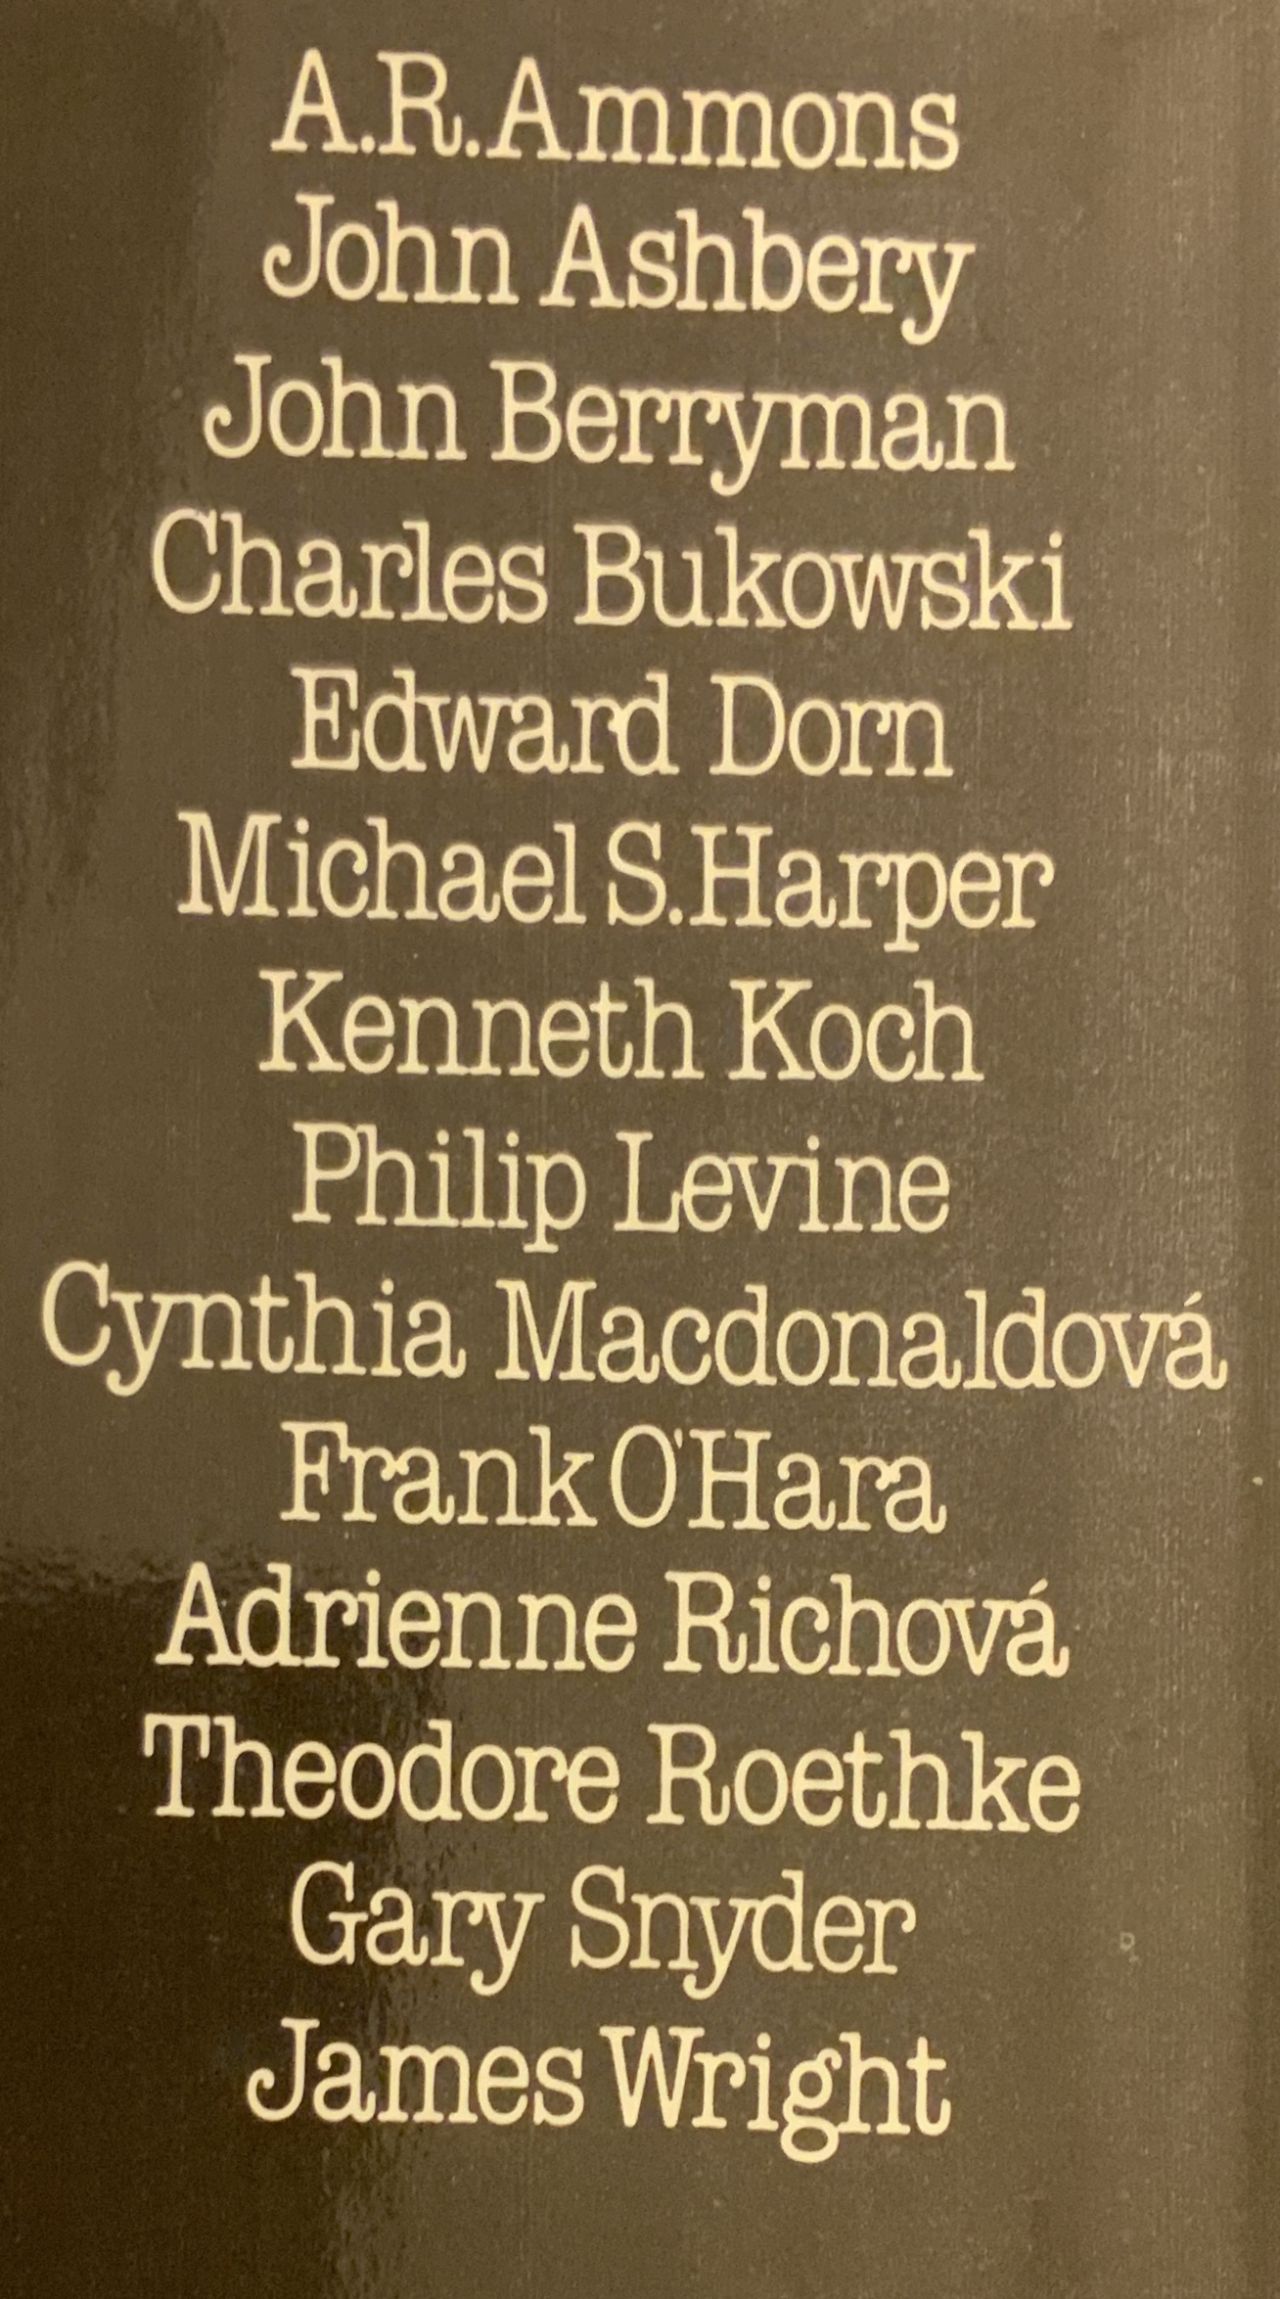 A.R.Ammons
John Ashbery
John Berryman
Charles Bukowski
Edward Dorn
Michael S.Harper
Kenneth Koch
Philip Levine
Cynthia Macdonaldová
Frank O'Hara
Adrienne Richová
Theodore Roethke
Gary Snyder
James Wright